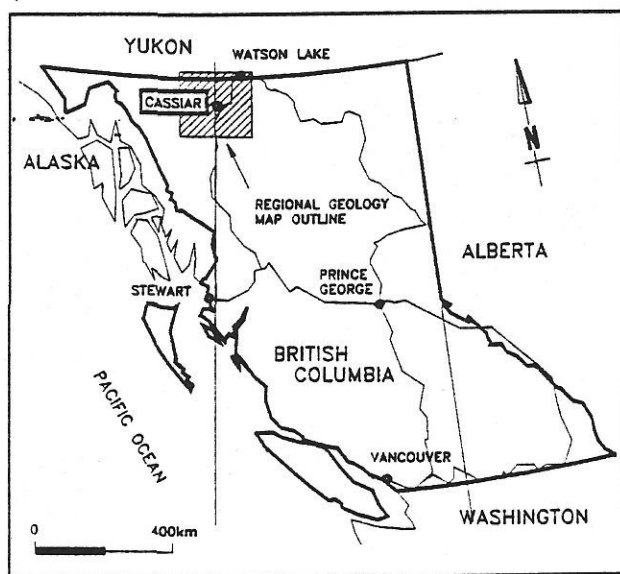 YUKON
WATSON LAKE
CASSIAR
ALASKA
N
REGIONAL GEOLOGY
MAP OUTLINE
ALBERTA
PRINCE
GEORGE
STEWART
BRITISH
COLUMBIA
PACIFIC OCEAN
VANCOUVER
WASHINGTON
0
400km